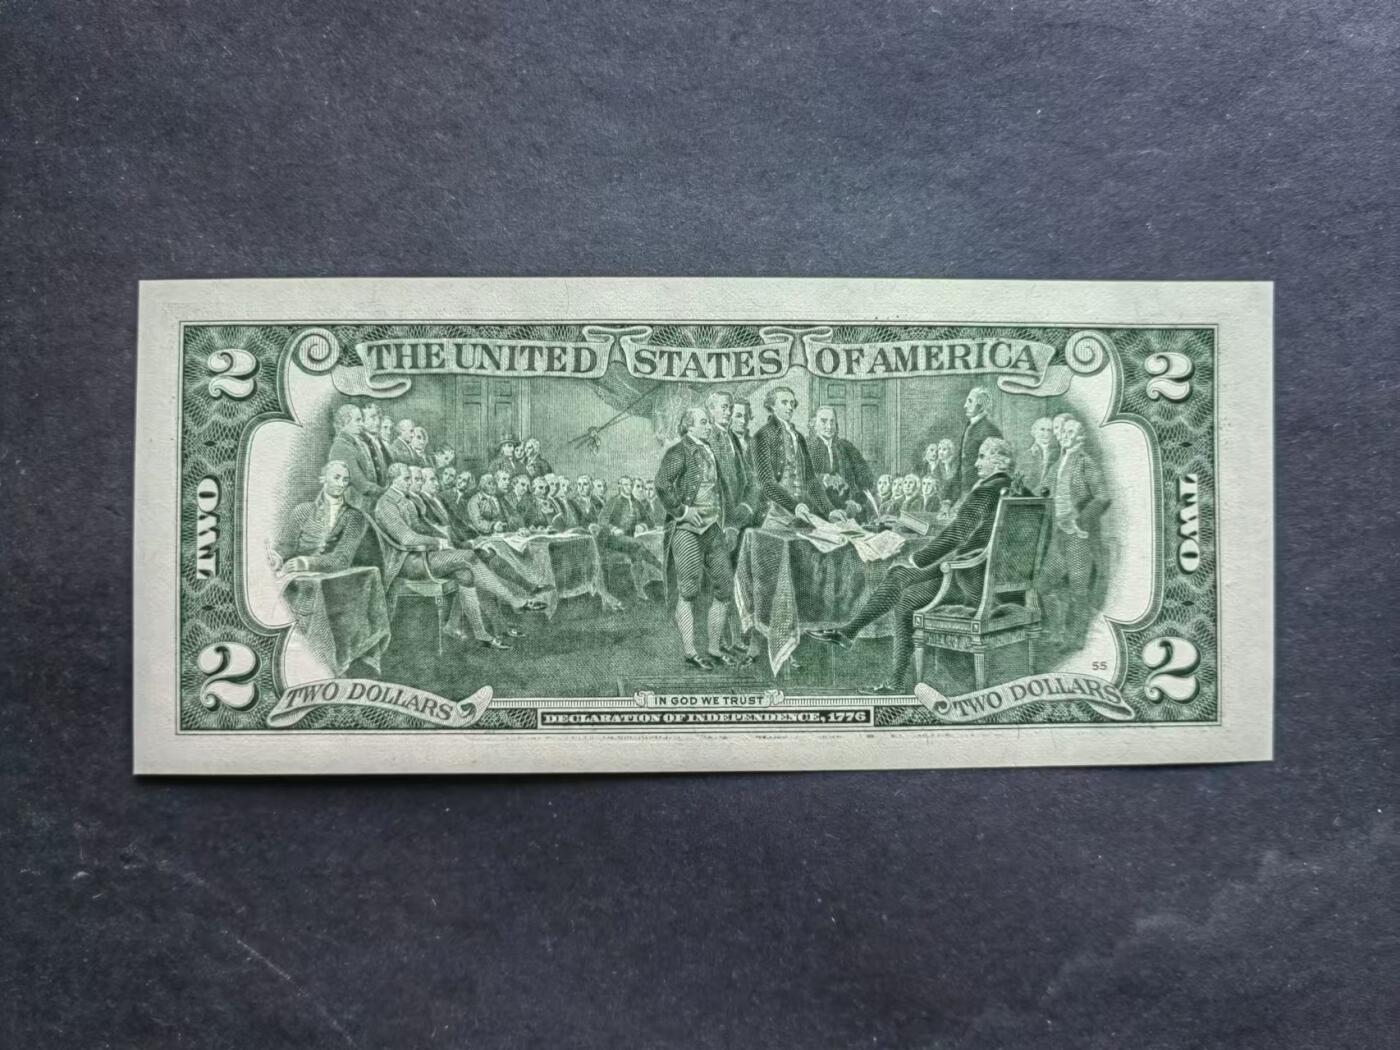 THE UNITED STATES OF AMERICA
2
2
TWO
TWO
2
2
55
TWO DOLLARS
IN GOD WE TRUST
TWO DOLLARS
DECLARATION OF INDEPENDENCE, 1776